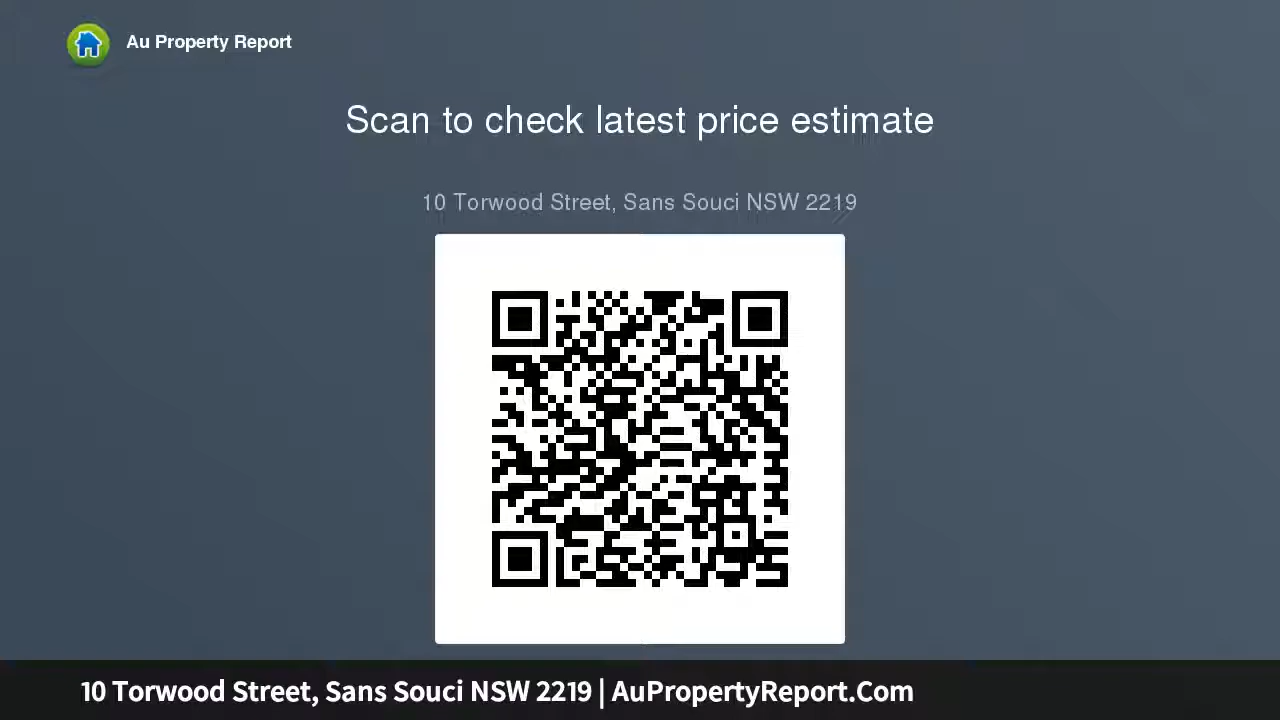 Au Property Report
Scan to check latest price estimate
10 Torwood Street, Sans Souci NSW 2219
10 Torwood Street, Sans Souci NSW 2219 | AuPropertyReport.Com